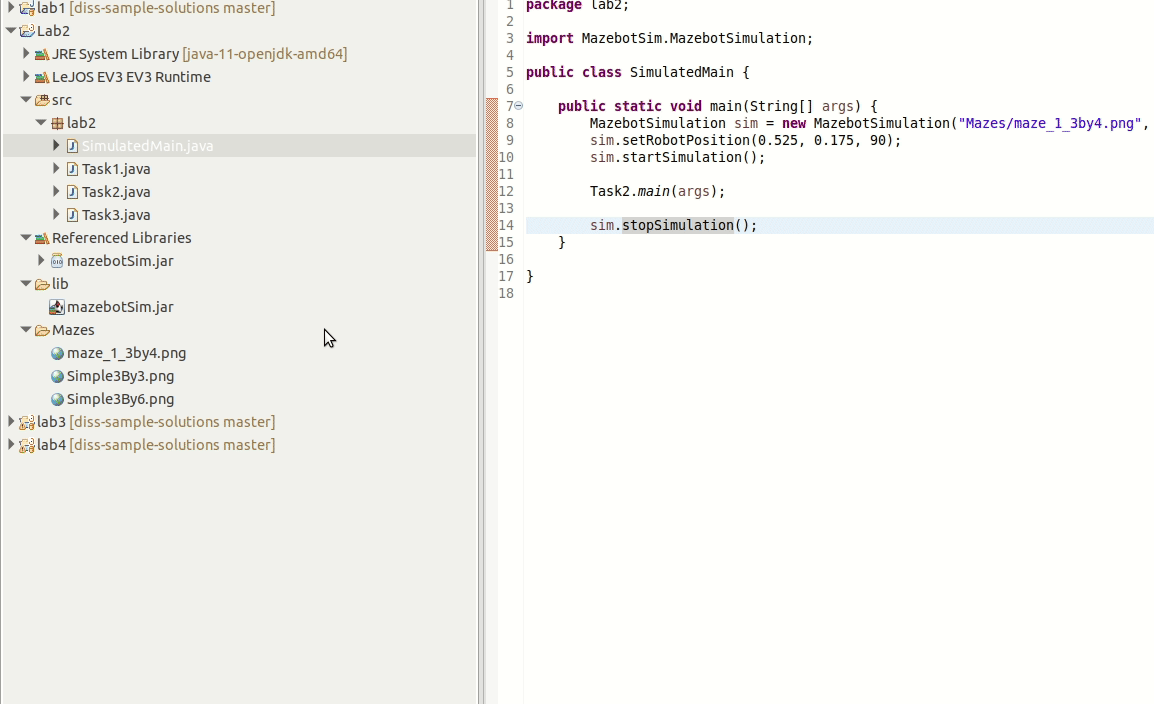 lab1 [diss-sample-solutions master]
Lab2
JRE System Library [java-11-openjdk-amd64]
LeJOS EV3 EV3 Runtime
src
lab2
SimulatedMain.java
Task1.java
Task2.java
Task3.java
Referenced Libraries
mazebotSim.jar
lib
mazebotSim.jar
Mazes
maze_1_3by4.png
Simple3By3.png
Simple3By6.png
lab3 [diss-sample-solutions master]
lab4 [diss-sample-solutions master]
1 package lab2;
2
3 import MazebotSim.MazebotSimulation;
4
5 public class SimulatedMain {
6
7 public static void main(String[] args) {
8 MazebotSimulation sim = new MazebotSimulation("Mazes/maze_1_3by4.png",
9 sim.setRobotPosition(0.525, 0.175, 90);
10 sim.startSimulation();
11
12 Task2.main(args);
13
14 sim.stopSimulation();
15 }
16
17 }
18